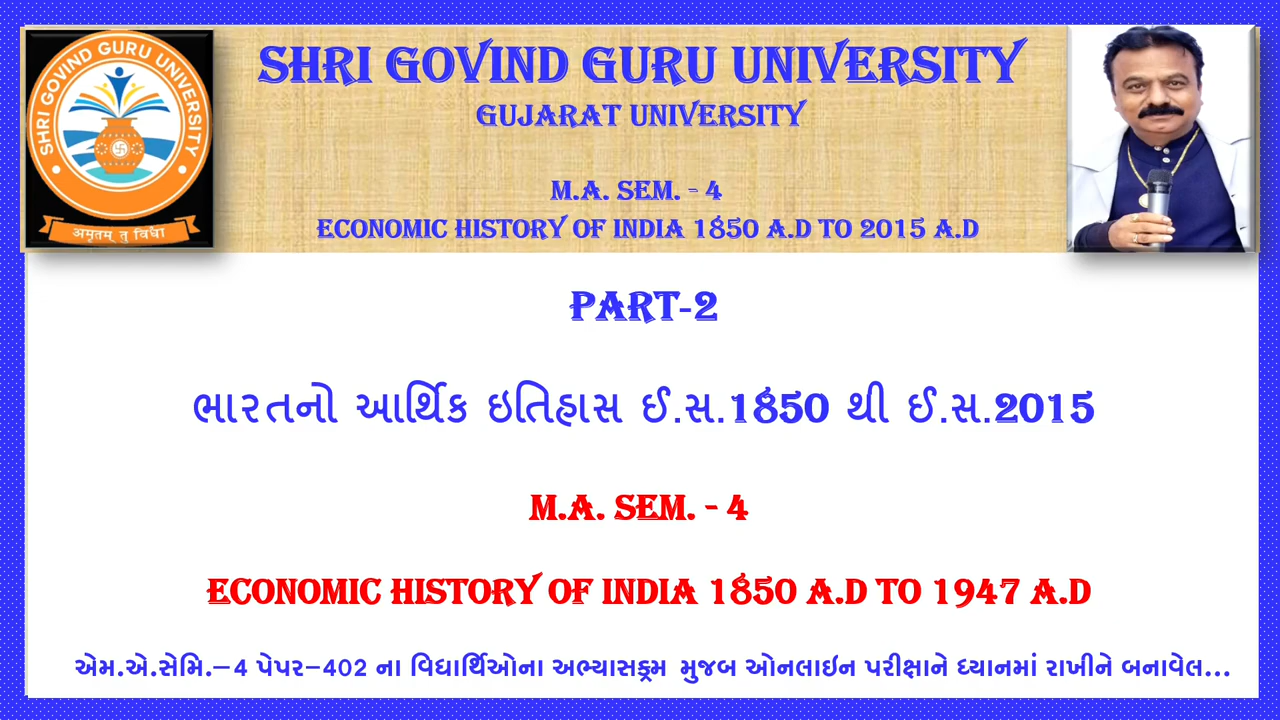 SHRI GOVIND GURU UNIVERSITY
अमृतम् तु विद्या
SHRI GOVIND GURU UNIVERSITY
GUJARAT UNIVERSITY
M.A. SEM. - 4
ECONOMIC HISTORY OF INDIA 1850 A.D TO 2015 A.D
PART-2
ભારતનો આર્થિક ઇતિહાસ ઈ.સ.1850 થી ઈ.સ.2015
M.A. SEM. - 4
ECONOMIC HISTORY OF INDIA 1850 A.D TO 1947 A.D
એમ.એ.સેમિ.–4 પેપર–402 ના વિદ્યાર્થિઓના અભ્યાસક્રમ મુજબ ઓનલાઇન પરીક્ષાને ધ્યાનમાં રાખીને બનાવેલ...